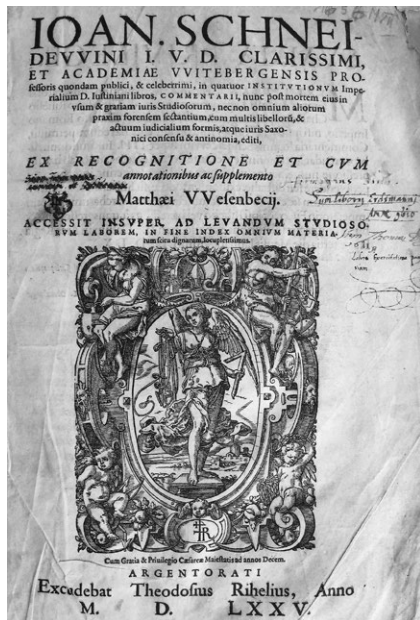 IOAN. SCHNEI-
DEVVINI I. V. D. CLARISSIMI,
ET ACADEMIAE VVITEBERGENSIS PRO-
fessoris quondam publici, & celeberrimi, in quatuor INSTITVTIONVM Impe-
rialium D. Iustiniani libros, COMMENTARII, nunc post mortem eius in
vsum & gratiam iuris Studiosorum, nec non omnium aliorum
praxim forensem sectantium, cum multis libellorū, &
actuum iudicialium formis, atque iuris Saxo-
nici consensu & antinomia, editi,
EX RECOGNITIONE ET CVM
annotationibus ac supplemento
Matthæi VVesenbecij.
ACCESSIT INSVPER AD LEVANDVM STVDIOSO-
RVM LABOREM, IN FINE INDEX OMNIVM MATERIA-
rum scitu dignarum, locupletissimus.
Cum Gratia & Priuilegio Cæsareæ Maiestatis ad annos Decem.
ARGENTORATI
Excudebat Theodosius Rihelius, Anno
M. D. LXXV.